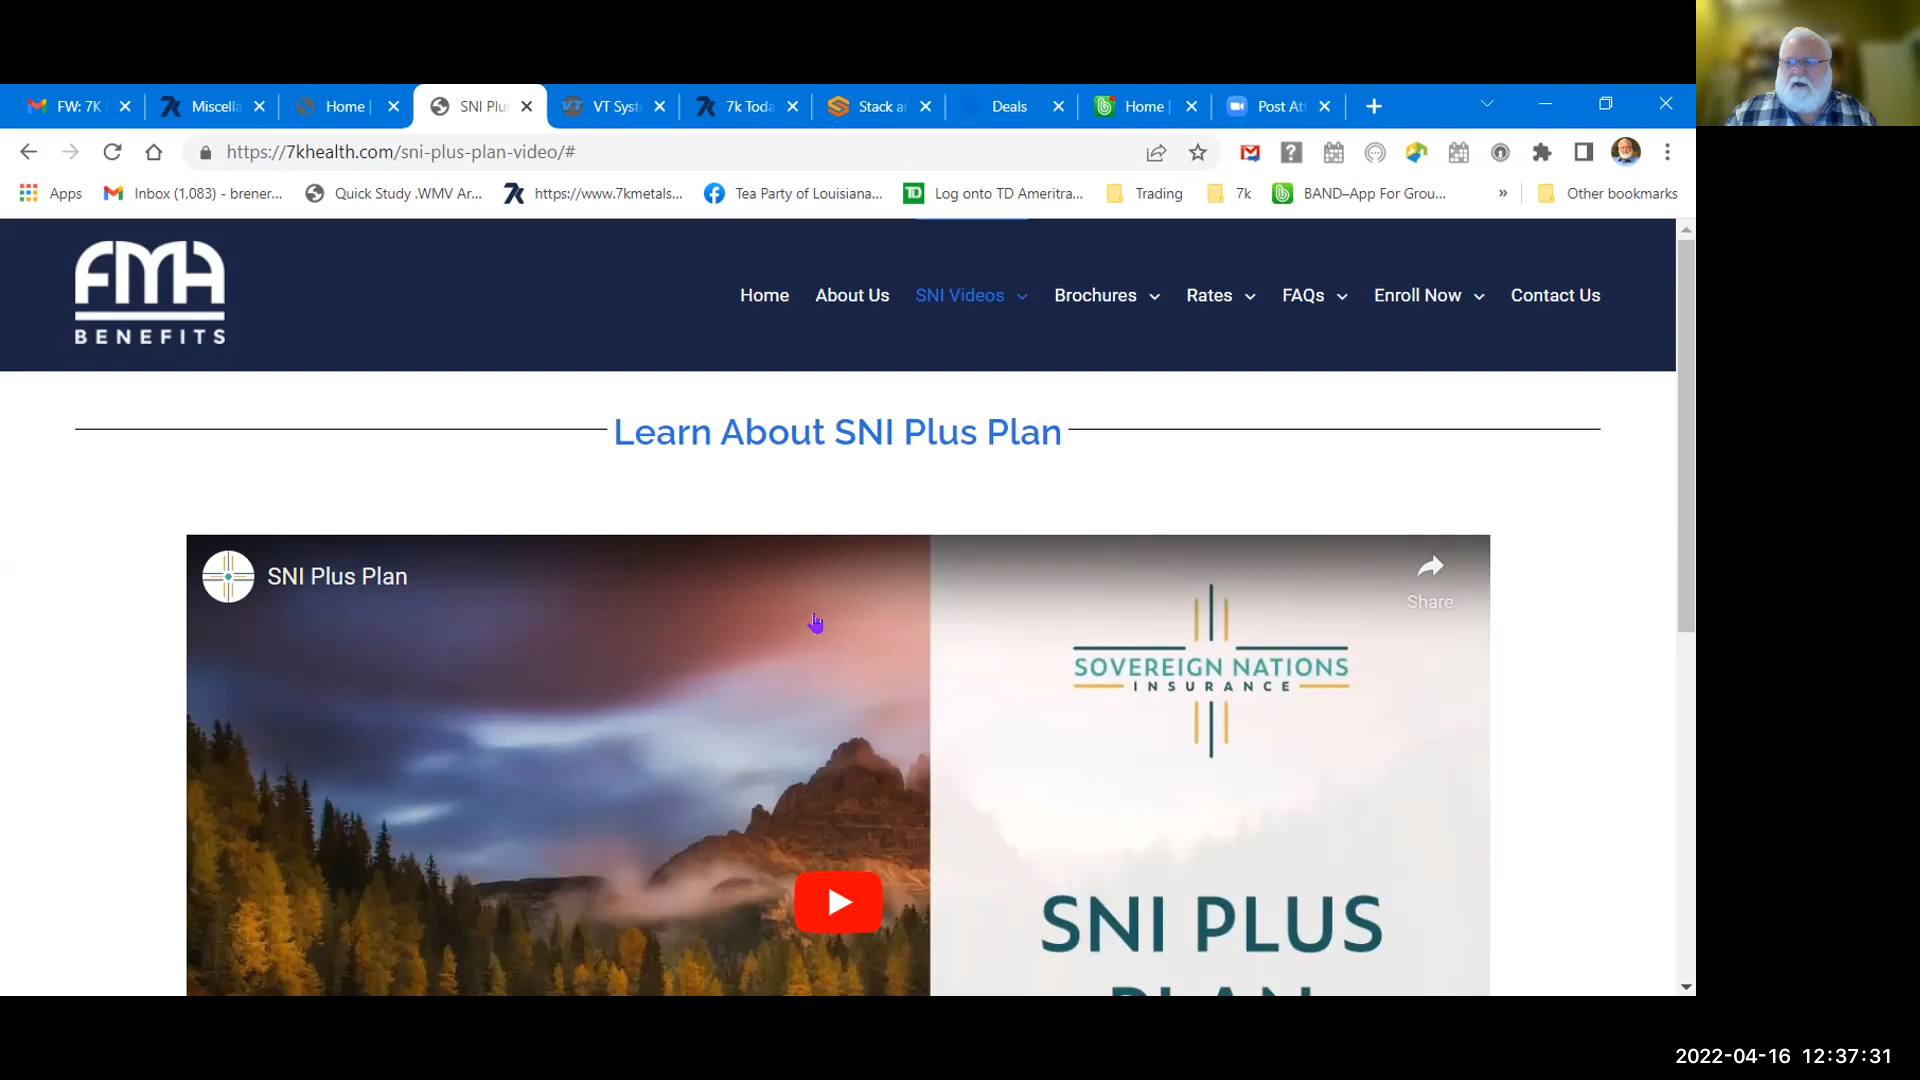 FW: 7K
Miscella
Home |
SNI Plu
VT Syst
7k Toda
Stack ar
Deals
Home |
Post Att
https://7khealth.com/sni-plus-plan-video/#
Apps
Inbox (1,083) - brener...
Quick Study .WMV Ar...
https://www.7kmetals...
Tea Party of Louisiana...
TD
Log onto TD Ameritra...
Trading
7k
BAND–App For Grou...
»
Other bookmarks
FMA
BENEFITS
Home
About Us
SNI Videos
Brochures
Rates
FAQs
Enroll Now
Contact Us
Learn About SNI Plus Plan
SNI Plus Plan
Share
SOVEREIGN NATIONS
INSURANCE
SNI PLUS
PLAN
2022-04-16 12:37:31